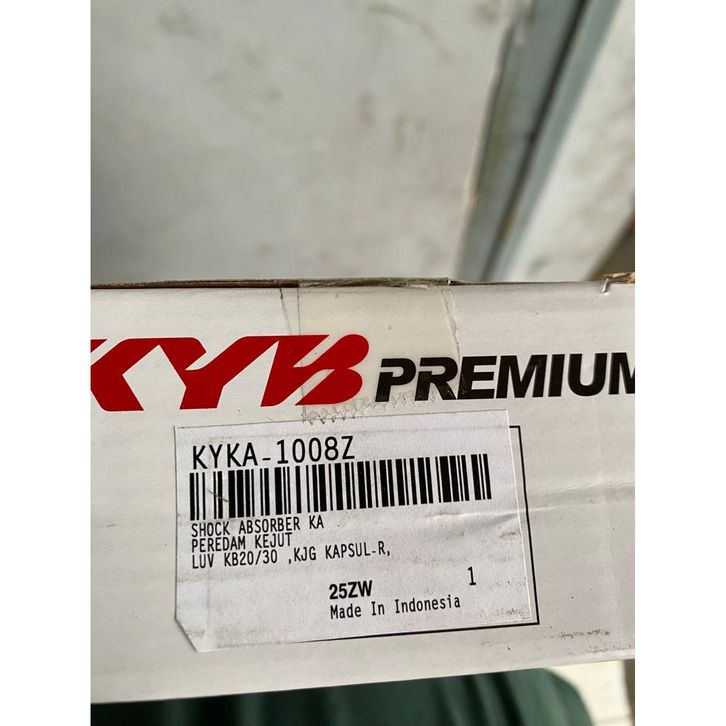 KYB PREMIUM
KYKA-1008Z
SHOCK ABSORBER KA
PEREDAM KEJUT
LUV KB20/30 ,KJG KAPSUL-R,
25ZW 1
Made In Indonesia